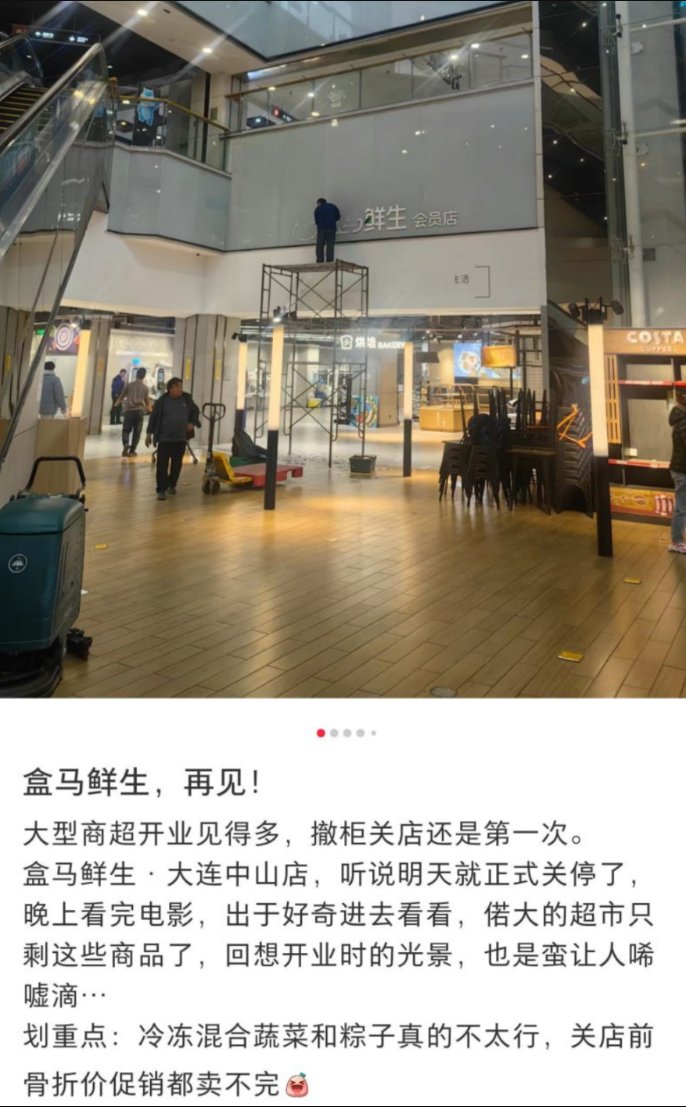 鲜生 会员店
烘焙 BAKERY
COSTA
COFFEE
盒马鲜生，再见！
大型商超开业见得多，撤柜关店还是第一次。
盒马鲜生·大连中山店，听说明天就正式关停了，
晚上看完电影，出于好奇进去看看，偌大的超市只
剩这些商品了，回想开业时的光景，也是蛮让人唏
嘘滴…
划重点：冷冻混合蔬菜和粽子真的不太行，关店前
骨折价促销都卖不完